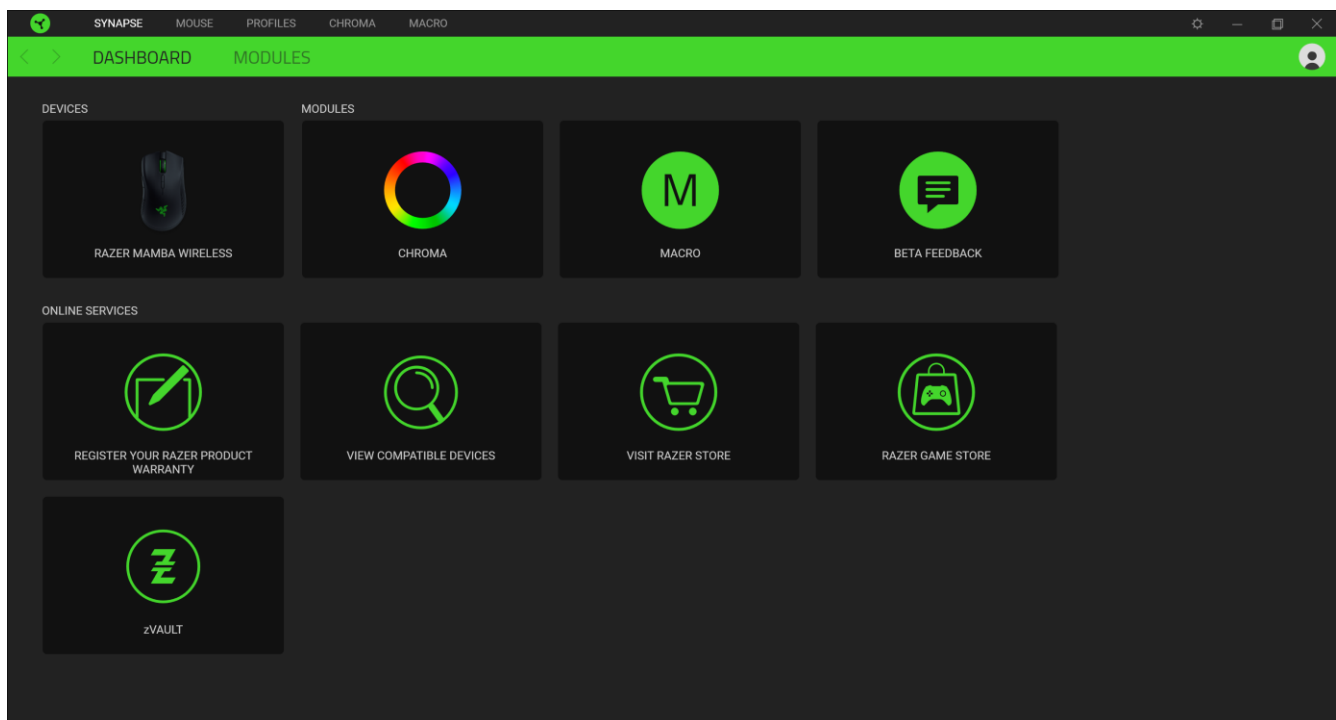 SYNAPSE MOUSE PROFILES CHROMA MACRO
DASHBOARD MODULES
DEVICES MODULES
M
RAZER MAMBA WIRELESS CHROMA MACRO BETA FEEDBACK
ONLINE SERVICES
REGISTER YOUR RAZER PRODUCT
WARRANTY
VIEW COMPATIBLE DEVICES VISIT RAZER STORE RAZER GAME STORE
zVAULT